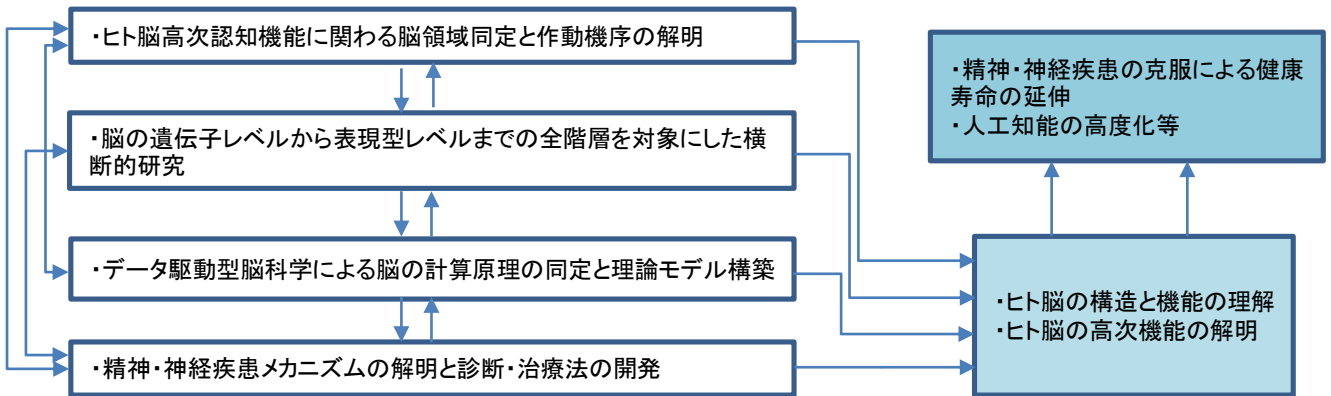 ・ヒト脳高次認知機能に関わる脳領域同定と作動機序の解明
・脳の遺伝子レベルから表現型レベルまでの全階層を対象にした横
断的研究
・データ駆動型脳科学による脳の計算原理の同定と理論モデル構築
・精神・神経疾患メカニズムの解明と診断・治療法の開発
・精神・神経疾患の克服による健康
寿命の延伸
・人工知能の高度化等
・ヒト脳の構造と機能の理解
・ヒト脳の高次機能の解明